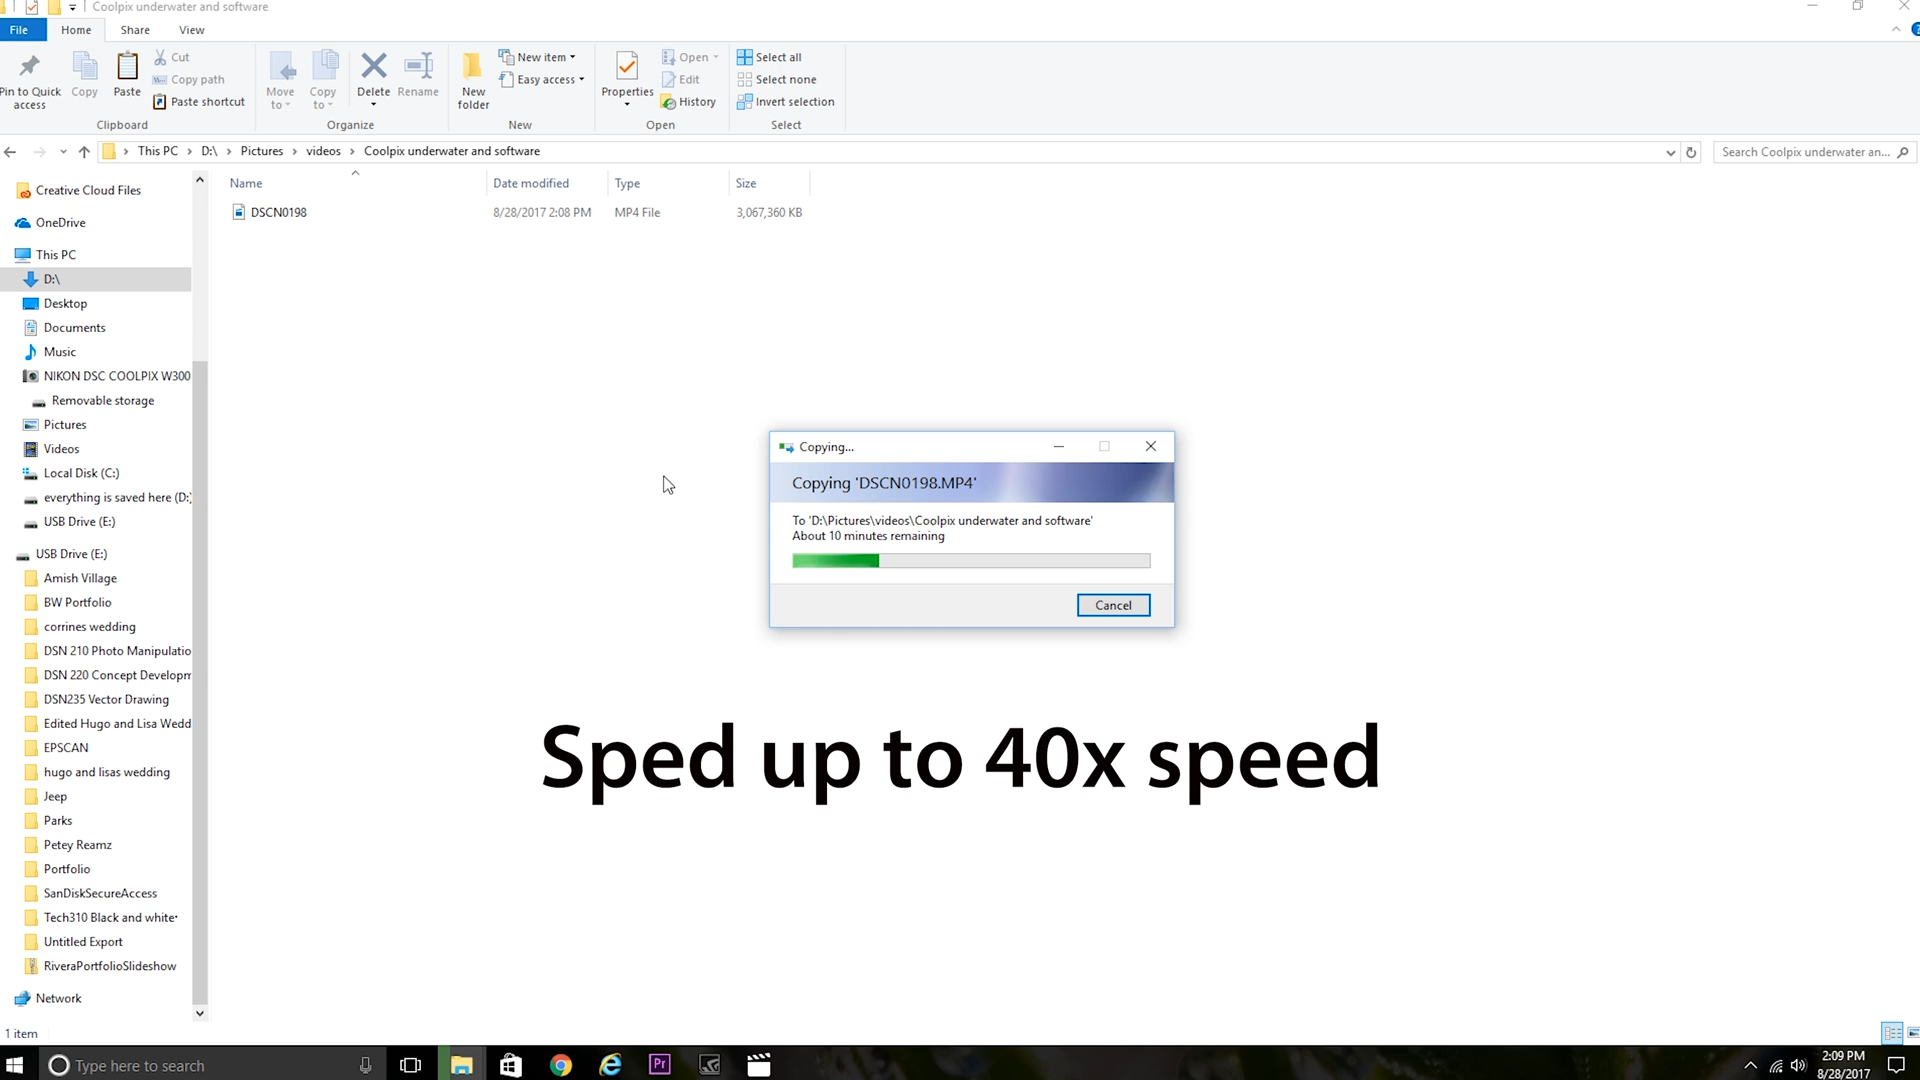 Coolpix underwater and software
File Home Share View
Pin to Quick access
Copy
Paste
Cut
Copy path
Paste shortcut
Clipboard
Move to
Copy to
Delete
Rename
Organize
New folder
New item
Easy access
New
Properties
Open
Edit
History
Open
Select all
Select none
Invert selection
Select
This PC > D:\ > Pictures > videos > Coolpix underwater and software
Search Coolpix underwater an...
Name Date modified Type Size
DSCN0198 8/28/2017 2:08 PM MP4 File 3,067,360 KB
Creative Cloud Files
OneDrive
This PC
D:\
Desktop
Documents
Music
NIKON DSC COOLPIX W300
Removable storage
Pictures
Videos
Local Disk (C:)
everything is saved here (D:)
USB Drive (E:)
USB Drive (E:)
Amish Village
BW Portfolio
corrines wedding
DSN 210 Photo Manipulatio
DSN 220 Concept Developm
DSN235 Vector Drawing
Edited Hugo and Lisa Wedd
EPSCAN
hugo and lisas wedding
Jeep
Parks
Petey Reamz
Portfolio
SanDiskSecureAccess
Tech310 Black and white
Untitled Export
RiveraPortfolioSlideshow
Network
Copying...
Copying 'DSCN0198.MP4'
To 'D:\Pictures\videos\Coolpix underwater and software'
About 10 minutes remaining
Cancel
Sped up to 40x speed
1 item
Type here to search
Pr
2:09 PM
8/28/2017